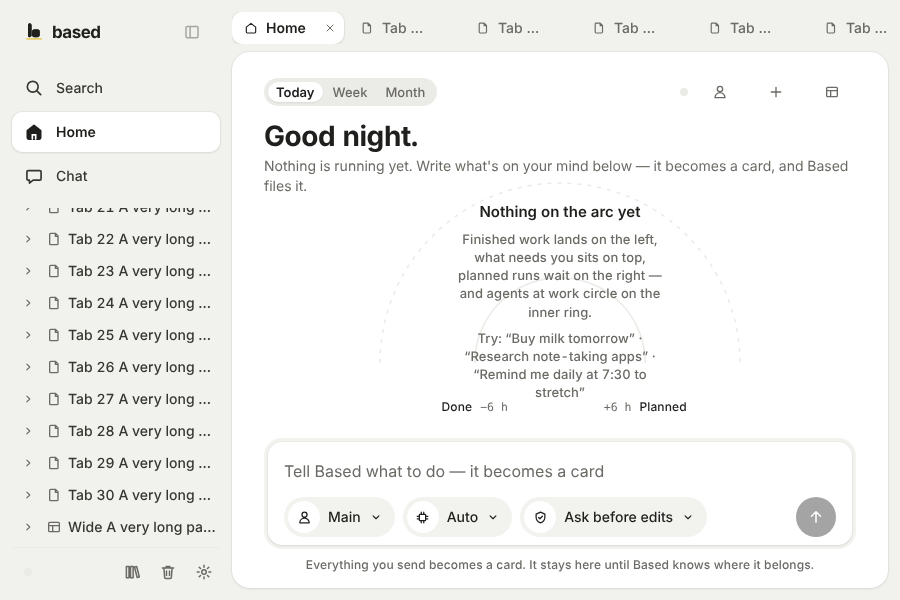 based
Search
Home
Chat
Tab 21 A very long ...
Tab 22 A very long ...
Tab 23 A very long ...
Tab 24 A very long ...
Tab 25 A very long ...
Tab 26 A very long ...
Tab 27 A very long ...
Tab 28 A very long ...
Tab 29 A very long ...
Tab 30 A very long ...
Wide A very long pa...
Home
Tab ...
Tab ...
Tab ...
Tab ...
Tab ...
Today Week Month
Good night.
Nothing is running yet. Write what's on your mind below — it becomes a card, and Based
files it.
Nothing on the arc yet
Finished work lands on the left,
what needs you sits on top,
planned runs wait on the right —
and agents at work circle on the
inner ring.
Try: “Buy milk tomorrow” ·
“Research note-taking apps” ·
“Remind me daily at 7:30 to
stretch”
Done −6 h +6 h Planned
Tell Based what to do — it becomes a card
Main Auto Ask before edits
Everything you send becomes a card. It stays here until Based knows where it belongs.